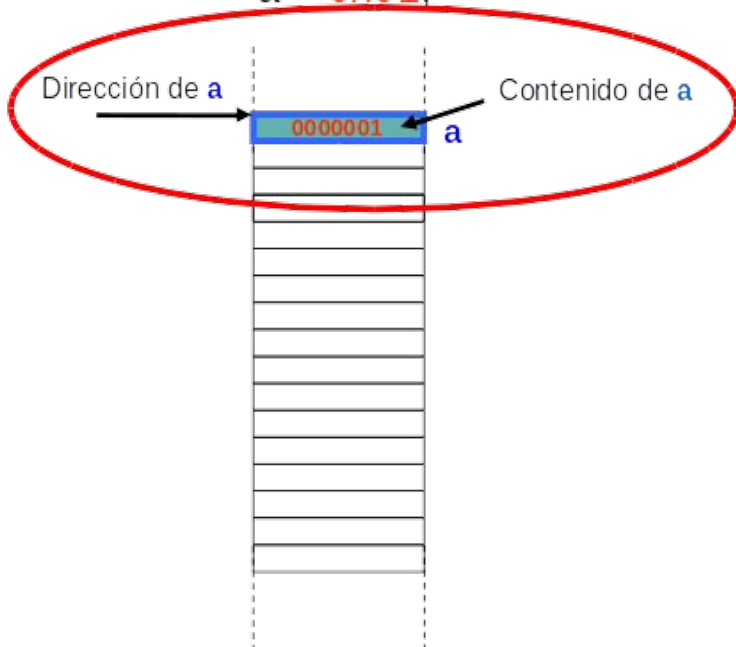 Dirección de a
Contenido de a
0000001
a